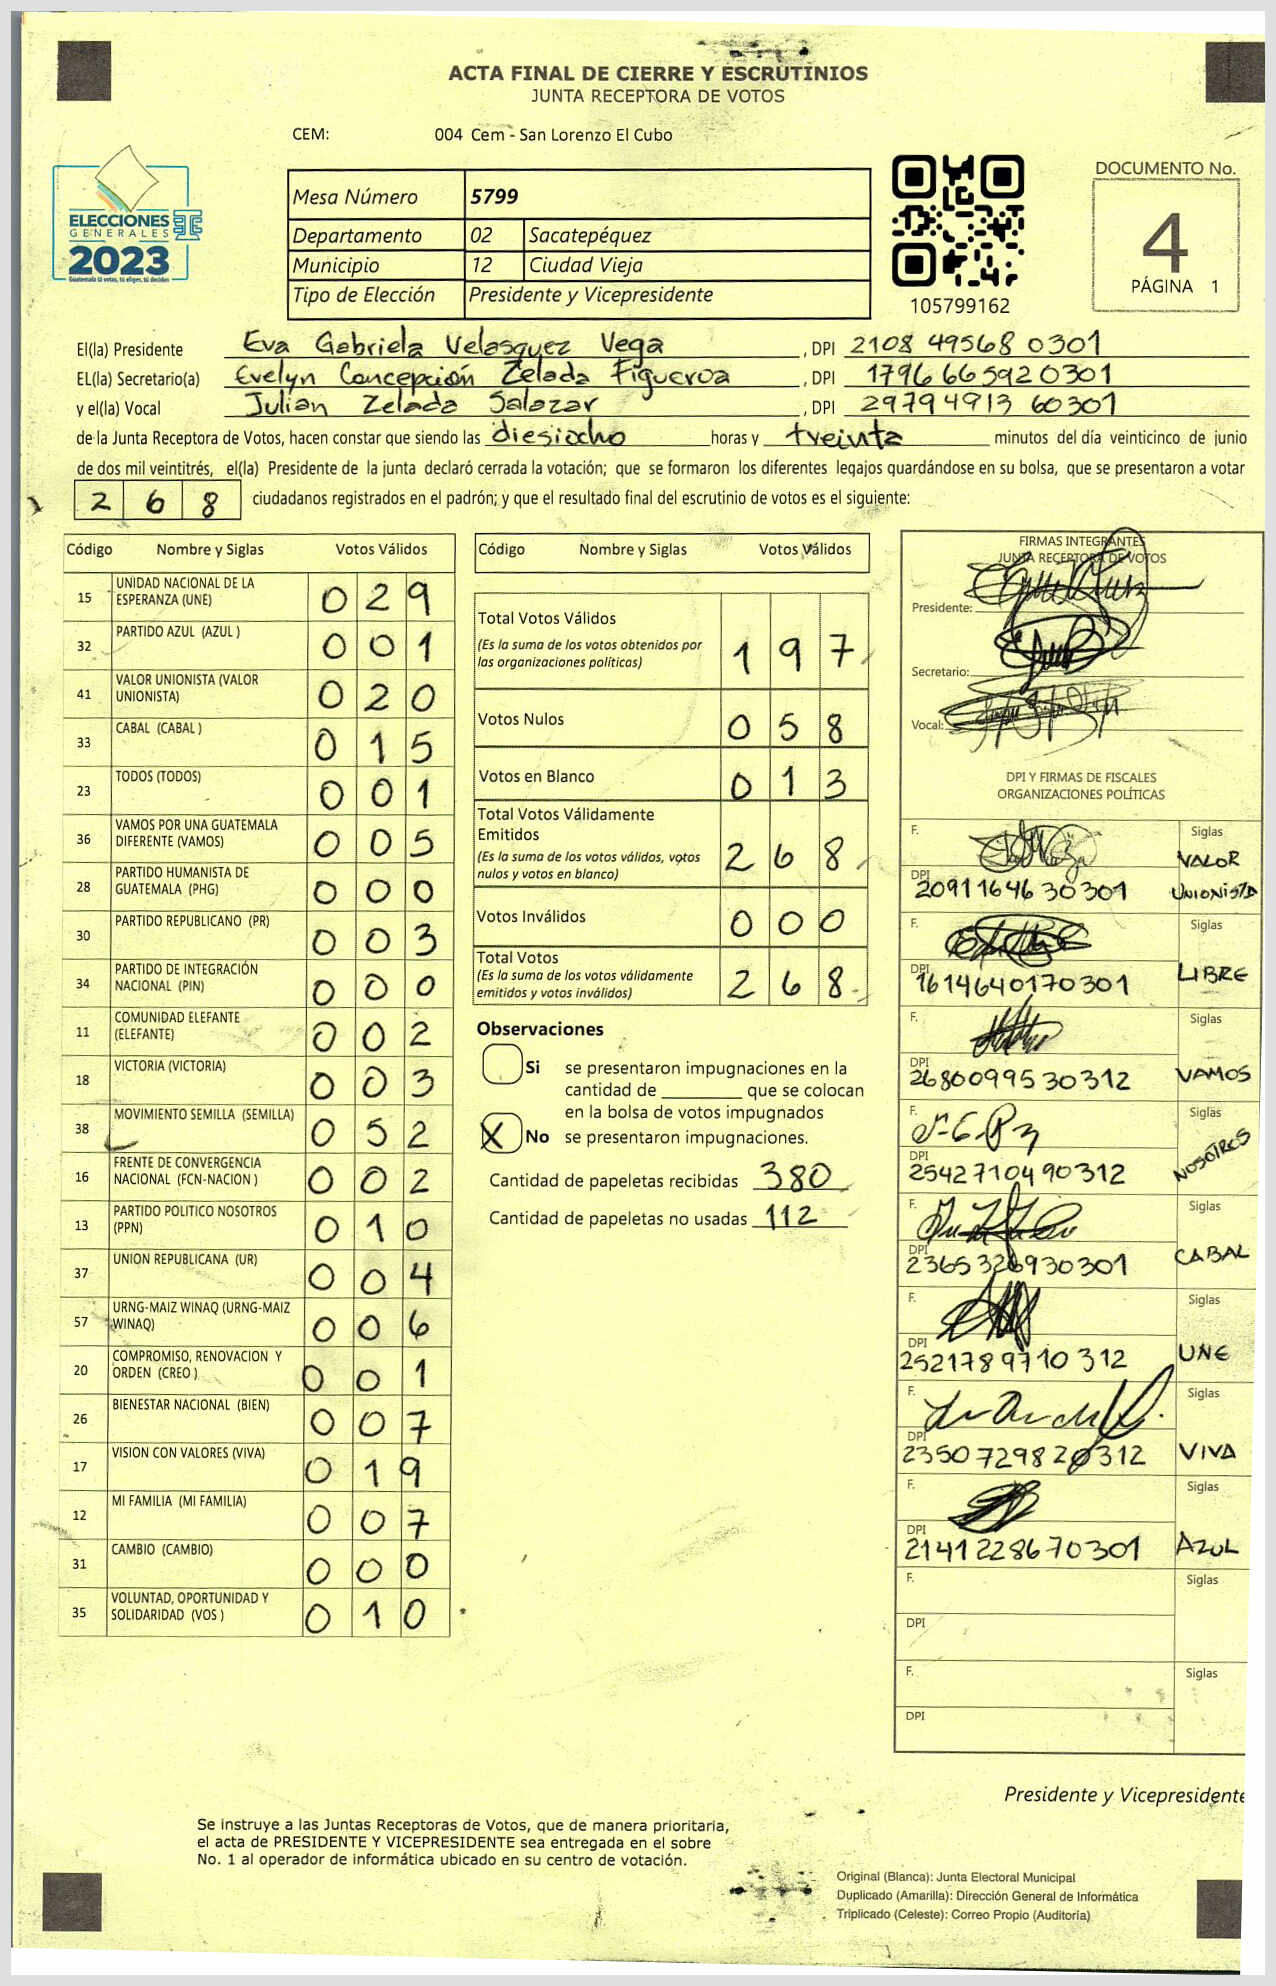 ACTA FINAL DE CIERRE Y ESCRUTINIOS
JUNTA RECEPTORA DE VOTOS
CEM: 004 Cem - San Lorenzo El Cubo
ELECCIONES
GENERALES
2023
Guatemala tú votas, tú eliges, tú decides
Mesa Número 5799
Departamento 02 Sacatepéquez
Municipio 12 Ciudad Vieja
Tipo de Elección Presidente y Vicepresidente
105799162
DOCUMENTO No.
4
PÁGINA 1
El(la) Presidente Eva Gabriela Velasquez Vega , DPI 2108 49568 0301
EL(la) Secretario(a) Evelyn Concepción Zelada Figueroa , DPI 1796 66592 0301
y el(la) Vocal Julian Zelada Salazar , DPI 29794913 60301
de la Junta Receptora de Votos, hacen constar que siendo las diesiocho horas y treinta minutos del día veinticinco de junio
de dos mil veintitrés, el(la) Presidente de la junta declaró cerrada la votación; que se formaron los diferentes legajos quardándose en su bolsa, que se presentaron a votar
2 6 8 ciudadanos registrados en el padrón; y que el resultado final del escrutinio de votos es el siguiente:
Código Nombre y Siglas Votos Válidos
15 UNIDAD NACIONAL DE LA ESPERANZA (UNE) 0 2 9
32 PARTIDO AZUL (AZUL ) 0 0 1
41 VALOR UNIONISTA (VALOR UNIONISTA) 0 2 0
33 CABAL (CABAL ) 0 1 5
23 TODOS (TODOS) 0 0 1
36 VAMOS POR UNA GUATEMALA DIFERENTE (VAMOS) 0 0 5
28 PARTIDO HUMANISTA DE GUATEMALA (PHG) 0 0 0
30 PARTIDO REPUBLICANO (PR) 0 0 3
34 PARTIDO DE INTEGRACIÓN NACIONAL (PIN) 0 0 0
11 COMUNIDAD ELEFANTE (ELEFANTE) 0 0 2
18 VICTORIA (VICTORIA) 0 0 3
38 MOVIMIENTO SEMILLA (SEMILLA) 0 5 2
16 FRENTE DE CONVERGENCIA NACIONAL (FCN-NACION ) 0 0 2
13 PARTIDO POLITICO NOSOTROS (PPN) 0 1 0
37 UNION REPUBLICANA (UR) 0 0 4
57 URNG-MAIZ WINAQ (URNG-MAIZ WINAQ) 0 0 6
20 COMPROMISO, RENOVACION Y ORDEN (CREO ) 0 0 1
26 BIENESTAR NACIONAL (BIEN) 0 0 7
17 VISION CON VALORES (VIVA) 0 1 9
12 MI FAMILIA (MI FAMILIA) 0 0 7
31 CAMBIO (CAMBIO) 0 0 0
35 VOLUNTAD, OPORTUNIDAD Y SOLIDARIDAD (VOS ) 0 1 0
Código Nombre y Siglas Votos Válidos
Total Votos Válidos
(Es la suma de los votos obtenidos por
las organizaciones políticas) 1 9 7
Votos Nulos 0 5 8
Votos en Blanco 0 1 3
Total Votos Válidamente
Emitidos
(Es la suma de los votos válidos, votos
nulos y votos en blanco) 2 6 8
Votos Inválidos 0 0 0
Total Votos
(Es la suma de los votos válidamente
emitidos y votos inválidos) 2 6 8
Observaciones
Si se presentaron impugnaciones en la
cantidad de ________ que se colocan
en la bolsa de votos impugnados
X No se presentaron impugnaciones.
Cantidad de papeletas recibidas 380
Cantidad de papeletas no usadas 112
FIRMAS INTEGRANTES
JUNTA RECEPTORA DE VOTOS
Presidente:
Secretario:
Vocal:
DPI Y FIRMAS DE FISCALES
ORGANIZACIONES POLÍTICAS
F. Siglas
DPI 2091164630301 VALOR UNIONISTA
F. Siglas
DPI 1614640170301 LIBRE
F. Siglas
DPI 2680099530312 VAMOS
F. Siglas
DPI 2542710490312 NOSOTROS
F. Siglas
DPI 2365326930301 CABAL
F. Siglas
DPI 2521789710312 UNE
F. Siglas
DPI 2350729820312 VIVA
F. Siglas
DPI 2141228670301 AZUL
F. Siglas
DPI
F. Siglas
DPI
Presidente y Vicepresidente
Se instruye a las Juntas Receptoras de Votos, que de manera prioritaria,
el acta de PRESIDENTE Y VICEPRESIDENTE sea entregada en el sobre
No. 1 al operador de informática ubicado en su centro de votación.
Original (Blanca): Junta Electoral Municipal
Duplicado (Amarilla): Dirección General de Informática
Triplicado (Celeste): Correo Propio (Auditoría)